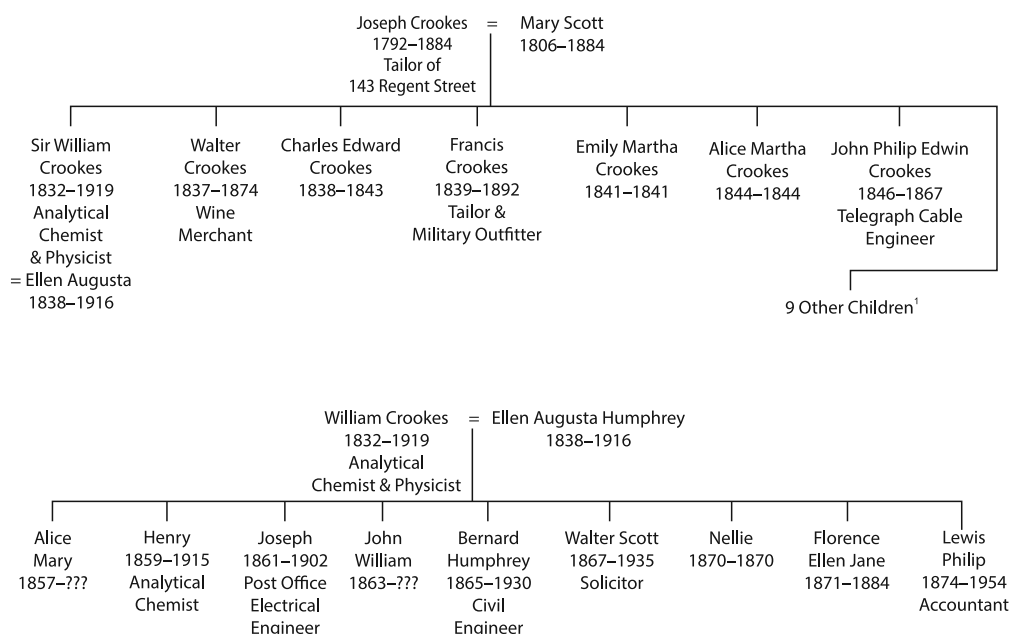 Joseph Crookes = Mary Scott
1792–1884 1806–1884
Tailor of
143 Regent Street
Sir William
Crookes
1832–1919
Analytical
Chemist
& Physicist
= Ellen Augusta
1838–1916
Walter
Crookes
1837–1874
Wine
Merchant
Charles Edward
Crookes
1838–1843
Francis
Crookes
1839–1892
Tailor &
Military Outfitter
Emily Martha
Crookes
1841–1841
Alice Martha
Crookes
1844–1844
John Philip Edwin
Crookes
1846–1867
Telegraph Cable
Engineer
9 Other Children¹
William Crookes = Ellen Augusta Humphrey
1832–1919 1838–1916
Analytical
Chemist & Physicist
Alice
Mary
1857–???
Henry
1859–1915
Analytical
Chemist
Joseph
1861–1902
Post Office
Electrical
Engineer
John
William
1863–???
Bernard
Humphrey
1865–1930
Civil
Engineer
Walter Scott
1867–1935
Solicitor
Nellie
1870–1870
Florence
Ellen Jane
1871–1884
Lewis
Philip
1874–1954
Accountant